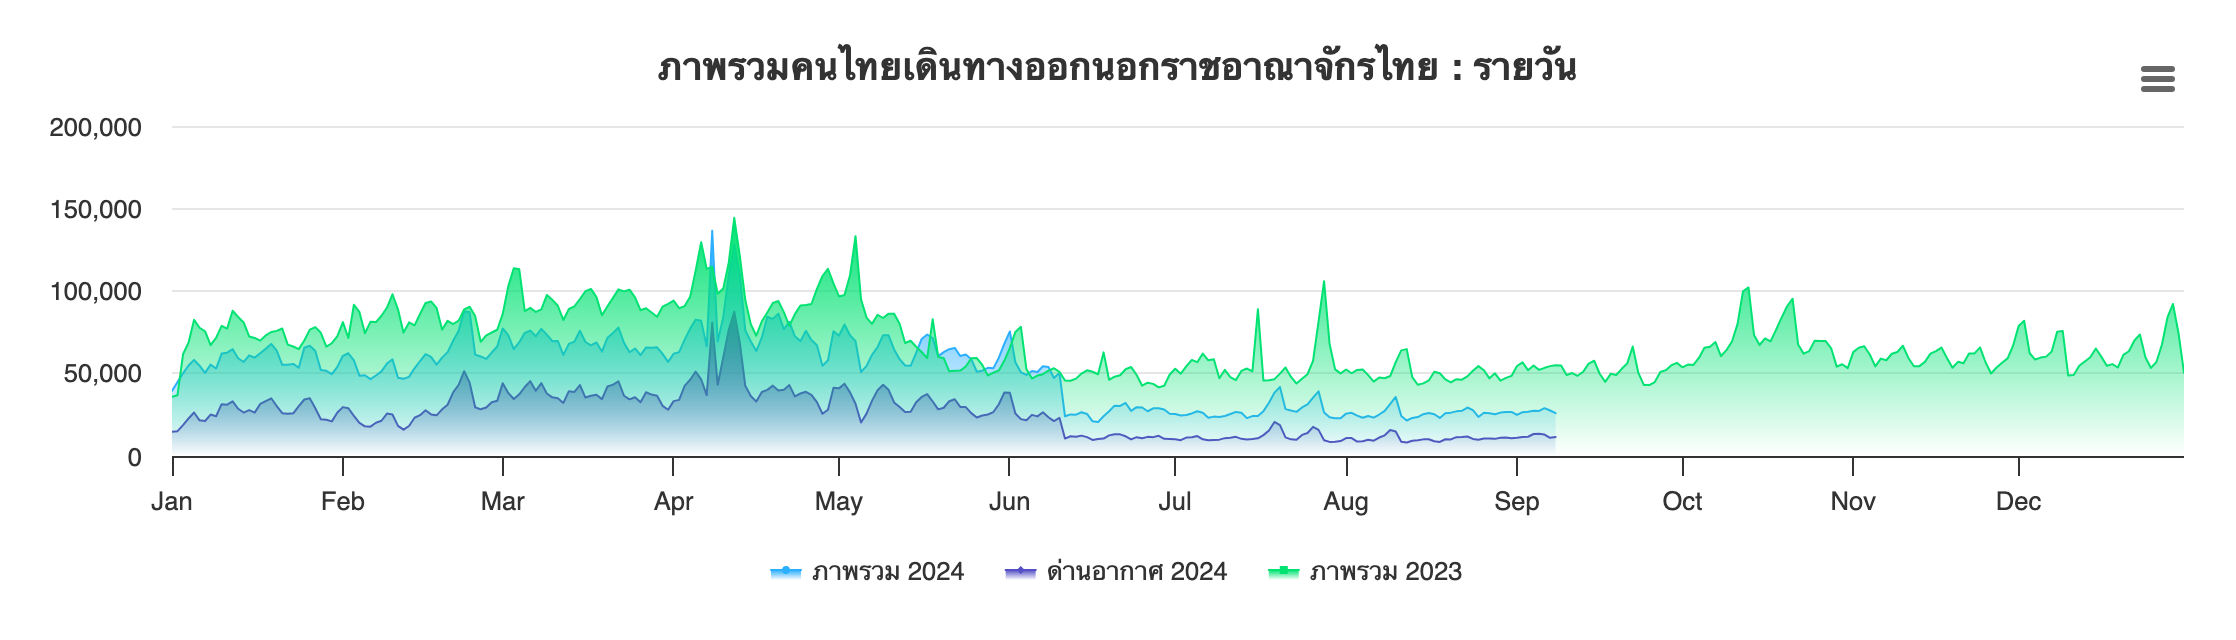 ภาพรวมคนไทยเดินทางออกนอกราชอาณาจักรไทย : รายวัน
200,000
150,000
100,000
50,000
0
Jan Feb Mar Apr May Jun Jul Aug Sep Oct Nov Dec
ภาพรวม 2024 ด่านอากาศ 2024 ภาพรวม 2023